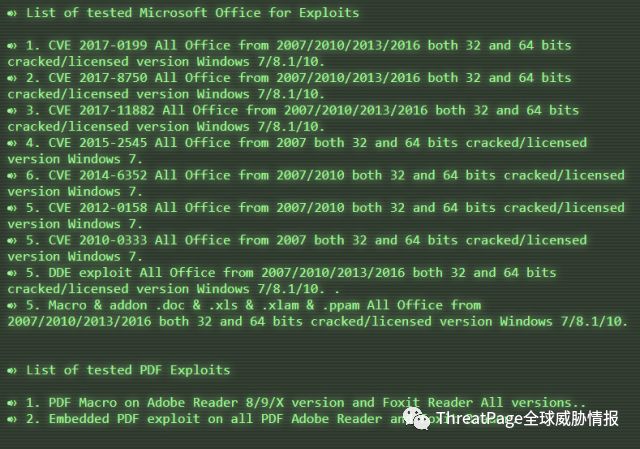 List of tested Microsoft Office for Exploits
1. CVE 2017-0199 All Office from 2007/2010/2013/2016 both 32 and 64 bits
cracked/licensed version Windows 7/8.1/10.
2. CVE 2017-8750 All Office from 2007/2010/2013/2016 both 32 and 64 bits
cracked/licensed version Windows 7/8.1/10.
3. CVE 2017-11882 All Office from 2007/2010/2013/2016 both 32 and 64 bits
cracked/licensed version Windows 7/8.1/10.
4. CVE 2015-2545 All Office from 2007 both 32 and 64 bits cracked/licensed
version Windows 7.
6. CVE 2014-6352 All Office from 2007/2010 both 32 and 64 bits cracked/licensed
version Windows 7.
5. CVE 2012-0158 All Office from 2007/2010 both 32 and 64 bits cracked/licensed
version Windows 7.
5. CVE 2010-0333 All Office from 2007 both 32 and 64 bits cracked/licensed
version Windows 7.
5. DDE exploit All Office from 2007/2010/2013/2016 both 32 and 64 bits
cracked/licensed version Windows 7/8.1/10. .
5. Macro & addon .doc & .xls & .xlam & .ppam All Office from
2007/2010/2013/2016 both 32 and 64 bits cracked/licensed version Windows 7/8.1/10.
List of tested PDF Exploits
1. PDF Macro on Adobe Reader 8/9/X version and Foxit Reader All versions..
2. Embedded PDF exploit on all PDF Adobe Reader
ThreatPage全球威胁情报